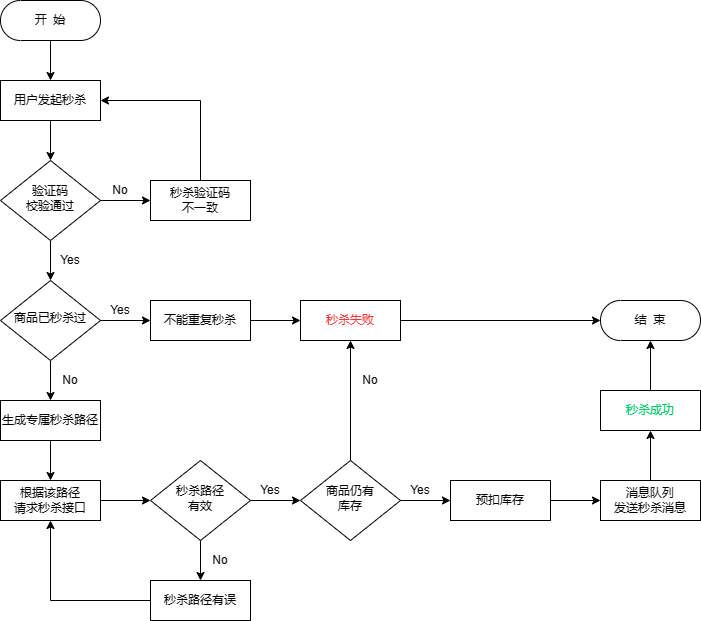 开 始
用户发起秒杀
验证码
校验通过
No
秒杀验证码
不一致
Yes
商品已秒杀过
Yes
不能重复秒杀
秒杀失败
结 束
No
No
生成专属秒杀路径
秒杀成功
根据该路径
请求秒杀接口
秒杀路径
有效
Yes
商品仍有
库存
Yes
预扣库存
消息队列
发送秒杀消息
No
秒杀路径有误